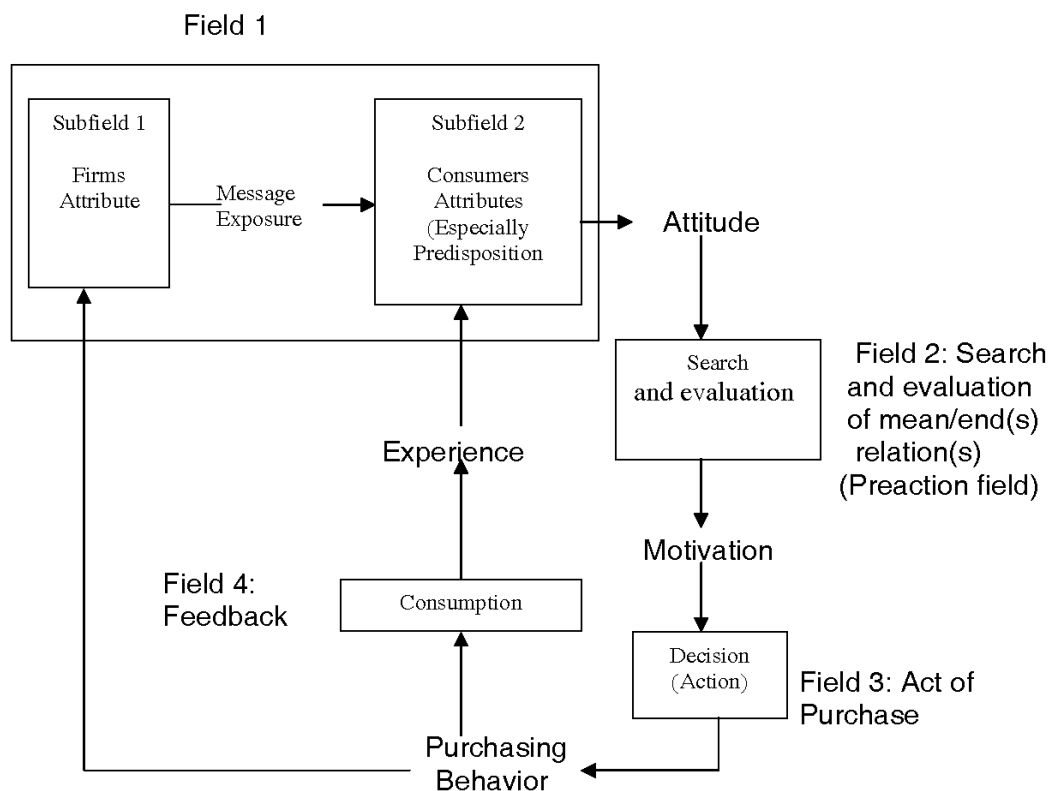 Field 1
Subfield 1
Firms
Attribute
Message
Exposure
Subfield 2
Consumers
Attributes
(Especially
Predisposition
Attitude
Search
and evaluation
Field 2: Search
and evaluation
of mean/end(s)
relation(s)
(Preaction field)
Motivation
Decision
(Action)
Field 3: Act of
Purchase
Purchasing
Behavior
Field 4:
Feedback
Consumption
Experience